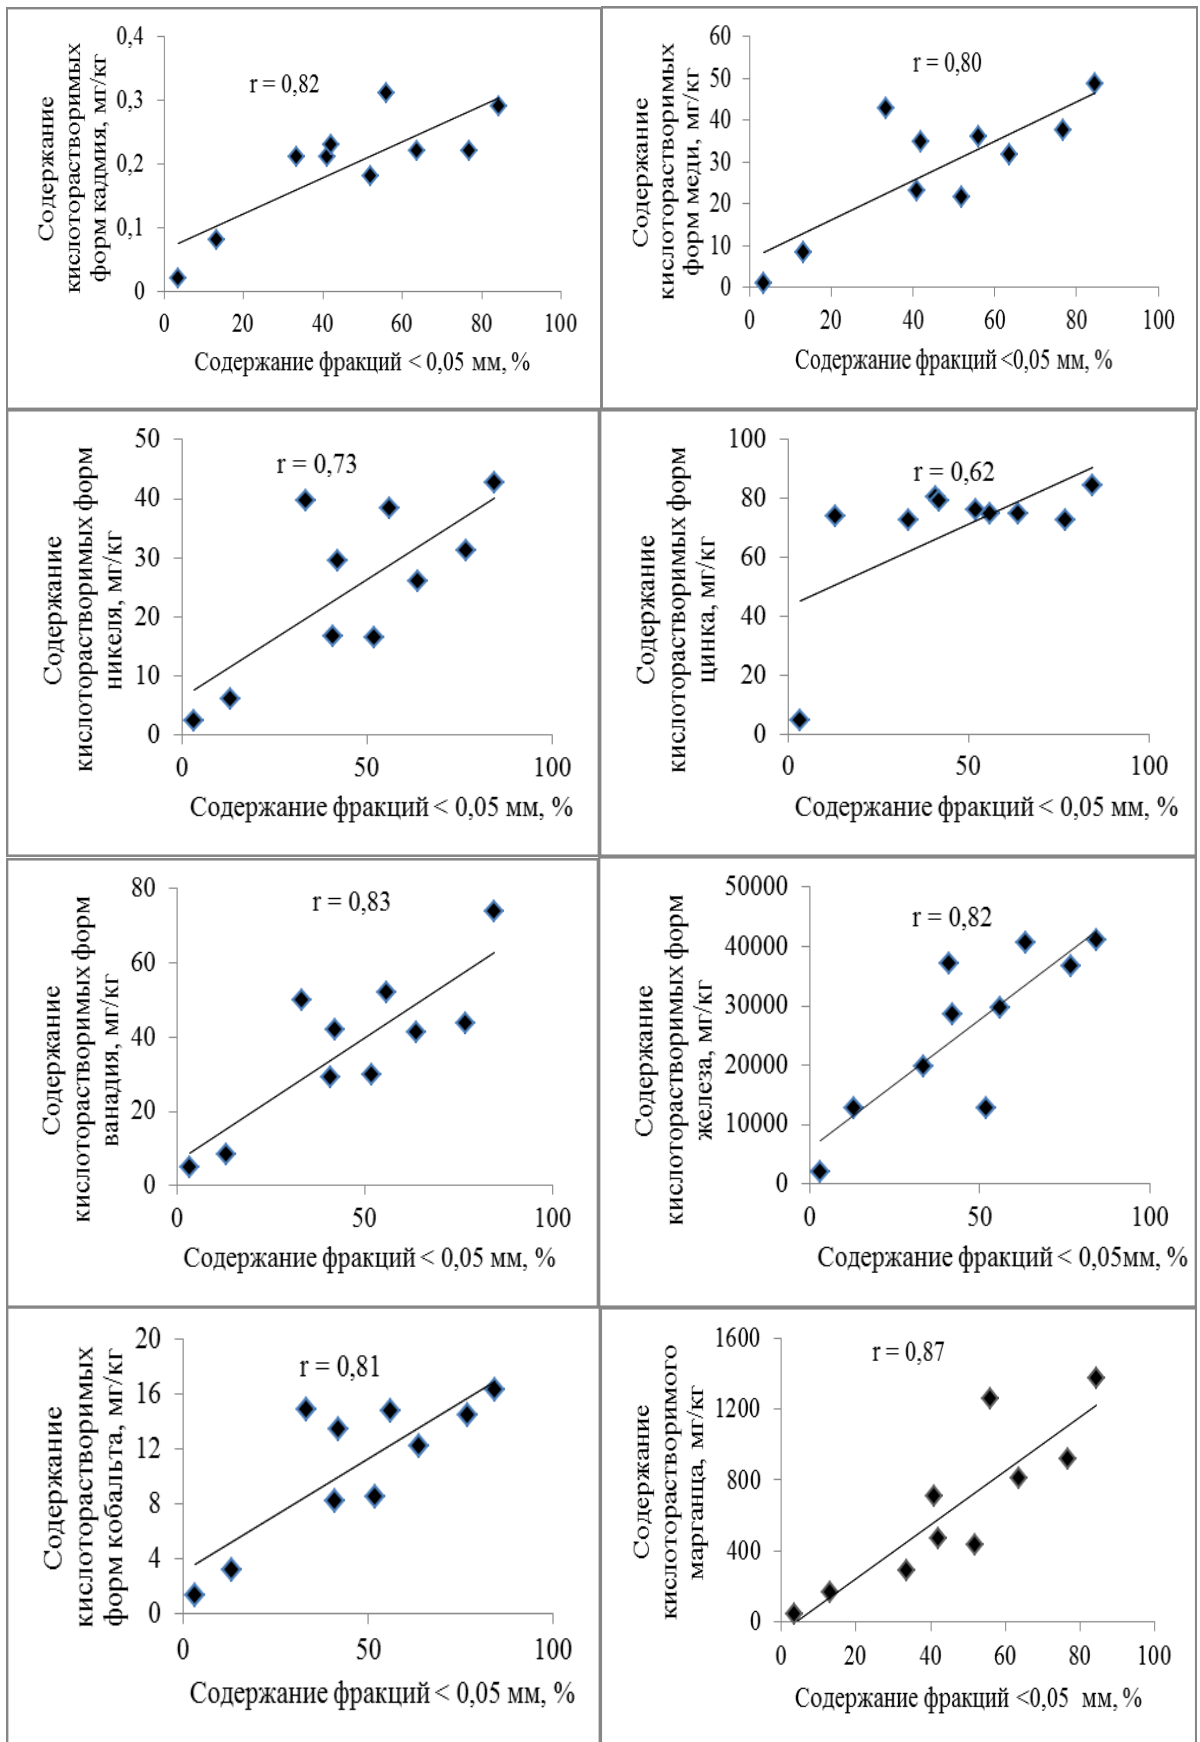 Содержание
кислоторастворимых
форм кадмия, мг/кг
0,4
0,3
0,2
0,1
0
r = 0,82
0 20 40 60 80 100
Содержание фракций < 0,05 мм, %
Содержание
кислоторастворимых
форм меди, мг/кг
60
50
40
30
20
10
0
r = 0,80
0 20 40 60 80 100
Содержание фракций <0,05 мм, %
Содержание
кислоторастворимых форм
никеля, мг/кг
50
40
30
20
10
0
r = 0,73
0 50 100
Содержание фракций < 0,05 мм, %
Содержание
кислоторастворимых форм
цинка, мг/кг
100
80
60
40
20
0
r = 0,62
0 50 100
Содержание фракций < 0,05 мм, %
Содержание
кислоторастворимых форм
ванадия, мг/кг
80
60
40
20
0
r = 0,83
0 50 100
Содержание фракций < 0,05 мм, %
Содержание
кислоторастворимых форм
железа, мг/кг
50000
40000
30000
20000
10000
0
r = 0,82
0 50 100
Содержание фракций < 0,05мм, %
Содержание
кислоторастворимых
форм кобальта, мг/кг
20
16
12
8
4
0
r = 0,81
0 50 100
Содержание фракций < 0,05 мм, %
Содержание
кислоторастворимого
марганца, мг/кг
1600
1200
800
400
0
r = 0,87
0 20 40 60 80 100
Содержание фракций <0,05 мм, %